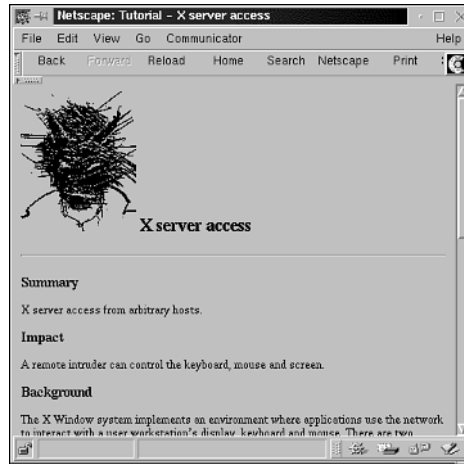 Netscape: Tutorial – X server access
File Edit View Go Communicator Help
Back Forward Reload Home Search Netscape Print
X server access
Summary
X server access from arbitrary hosts.
Impact
A remote intruder can control the keyboard, mouse and screen.
Background
The X Window system implements an environment where applications use the network
to interact with a user workstation's display, keyboard and mouse. There are two